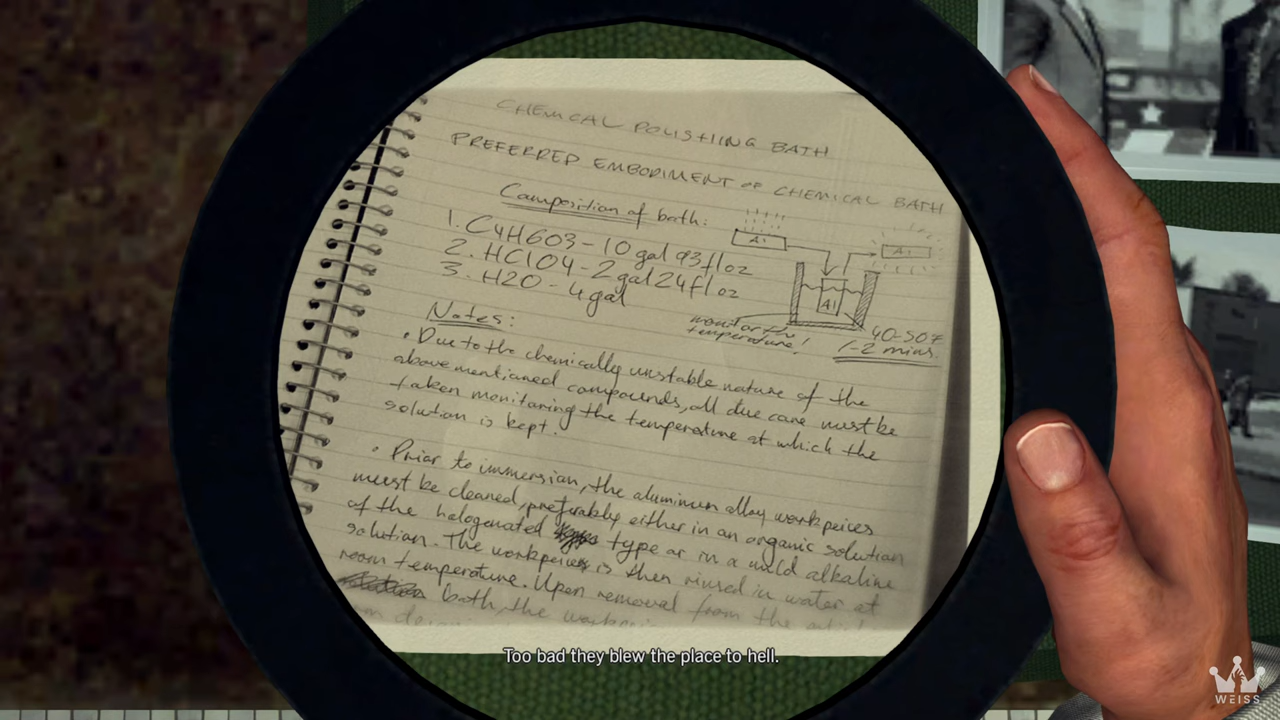 CHEMICAL POLISHING BATH
PREFERRED EMBODIMENT OF CHEMICAL BATH
Composition of bath:
1. C4H6O3 - 10 gal 93 fl oz
2. HClO4 - 2 gal 24 fl oz
3. H2O - 4 gal
Al
Al
Al
monitor the
temperature!
40-50F
1-2 mins.
Notes:
• Due to the chemically unstable nature of the
above mentioned compounds, all due care must be
taken monitoring the temperature at which the
solution is kept.
• Prior to immersion, the aluminum alloy workpieces
must be cleaned, preferably either in an organic solution
of the halogenated type or in a mild alkaline
solution. The workpieces is then rinsed in water at
room temperature. Upon removal from the
bath, the
Too bad they blew the place to hell.
WEISS